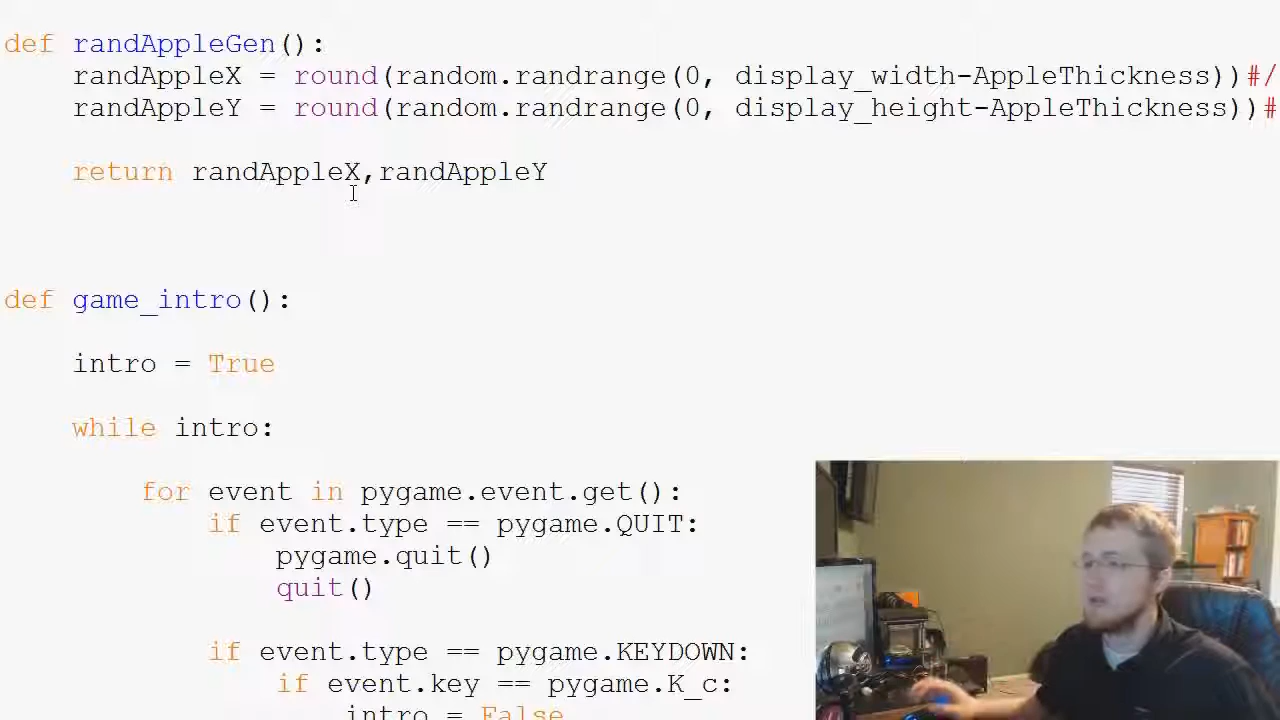 def randAppleGen():
randAppleX = round(random.randrange(0, display_width-AppleThickness))#/
randAppleY = round(random.randrange(0, display_height-AppleThickness))#
return randAppleX,randAppleY
def game_intro():
intro = True
while intro:
for event in pygame.event.get():
if event.type == pygame.QUIT:
pygame.quit()
quit()
if event.type == pygame.KEYDOWN:
if event.key == pygame.K_c:
intro = False